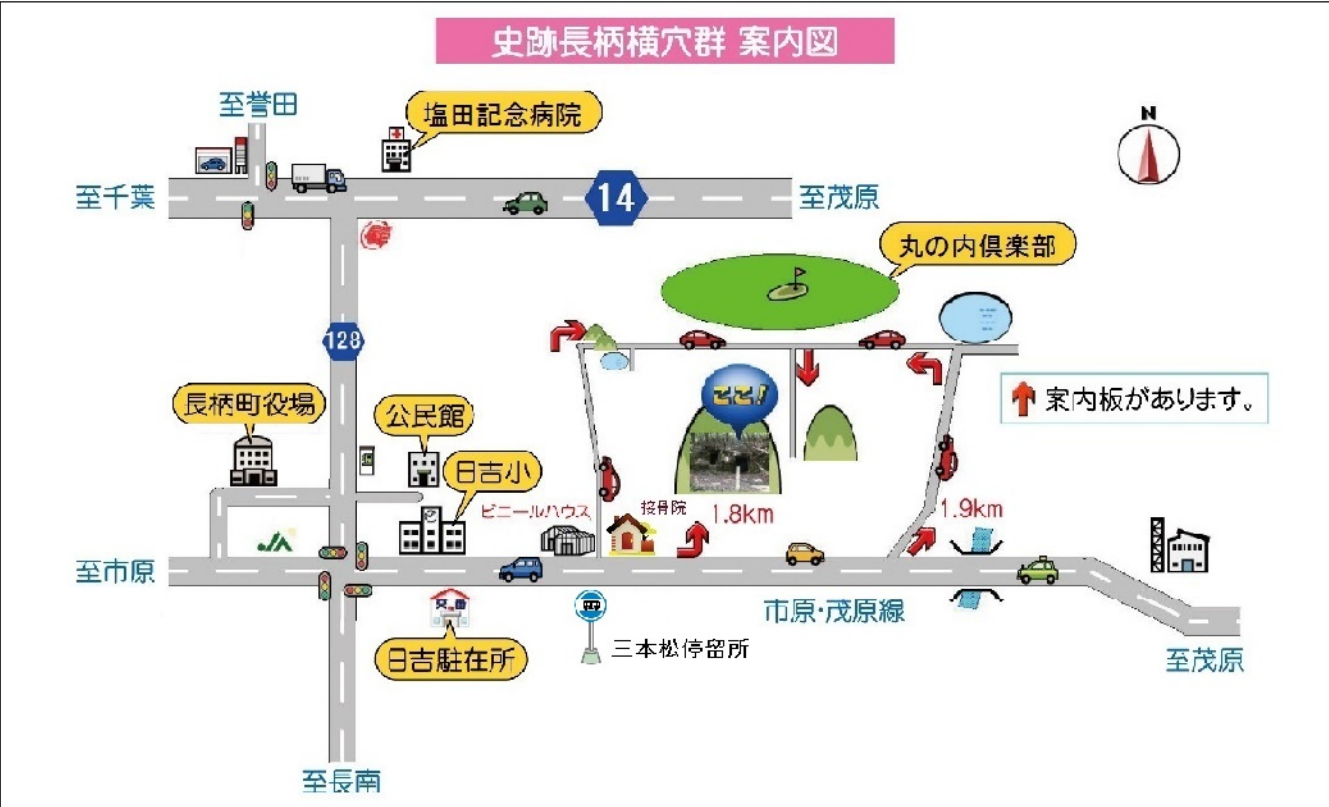 史跡長柄横穴群 案内図
至誉田
塩田記念病院
N
至千葉
14
至茂原
丸の内倶楽部
128
ここ!
案内板があります。
長柄町役場
公民館
日吉小
ビニールハウス
接骨院
1.8km
1.9km
JA
至市原
市原・茂原線
交番
日吉駐在所
三本松停留所
至茂原
至長南